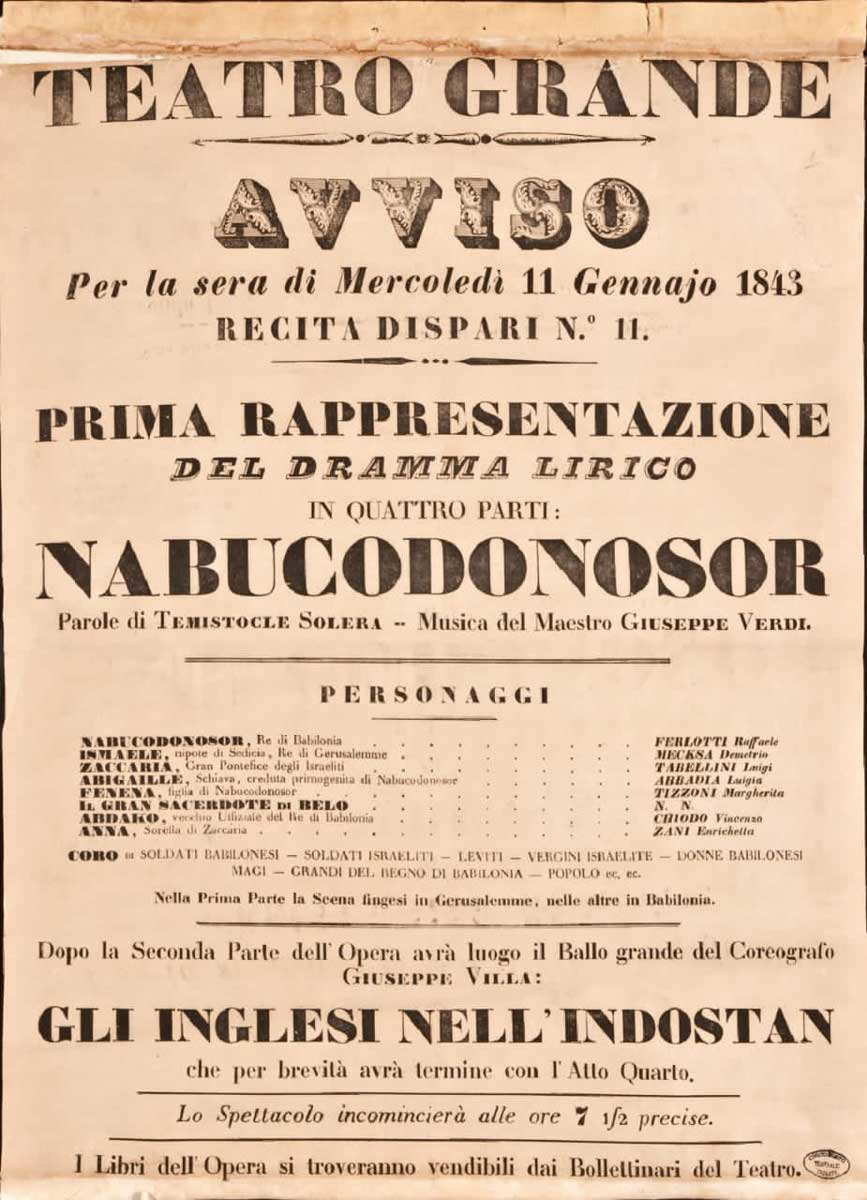 TEATRO GRANDE
AVVISO
Per la sera di Mercoledì 11 Gennajo 1843
RECITA DISPARI N.º 11.
PRIMA RAPPRESENTAZIONE
DEL DRAMMA LIRICO
IN QUATTRO PARTI:
NABUCODONOSOR
Parole di TEMISTOCLE SOLERA -- Musica del Maestro GIUSEPPE VERDI.
PERSONAGGI
NABUCODONOSOR, Re di Babilonia . . . . . . . . . . FERLOTTI Raffaele
ISMAELE, nipote di Sedicia, Re di Gerusalemme . . . . . . . . . MECKSA Demetrio
ZACCARIA, Gran Pontefice degli Israeliti . . . . . . . . . . TABELLINI Luigi
ABIGAILLE, Schiava, creduta primogenita di Nabucodonosor . . . . . . ABBADIA Luigia
FENENA, figlia di Nabucodonosor . . . . . . . . . . . TIZZONI Margherita
IL GRAN SACERDOTE DI BELO . . . . . . . . . . N. N.
ABDAKO, vecchio Uffiziale del Re di Babilonia . . . . . . . . . . CHIODO Vincenzo
ANNA, Sorella di Zaccaria . . . . . . . . . . . . . ZANI Enrichetta
CORO DI SOLDATI BABILONESI — SOLDATI ISRAELITI — LEVITI — VERGINI ISRAELITE — DONNE BABILONESI
MAGI — GRANDI DEL REGNO DI BABILONIA — POPOLO ec. ec.
Nella Prima Parte la Scena fingesi in Gerusalemme, nelle altre in Babilonia.
Dopo la Seconda Parte dell'Opera avrà luogo il Ballo grande del Coreografo
GIUSEPPE VILLA:
GLI INGLESI NELL'INDOSTAN
che per brevità avrà termine con l'Atto Quarto.
Lo Spettacolo incomincierà alle ore 7 1/2 precise.
I Libri dell'Opera si troveranno vendibili dai Bollettinari del Teatro.